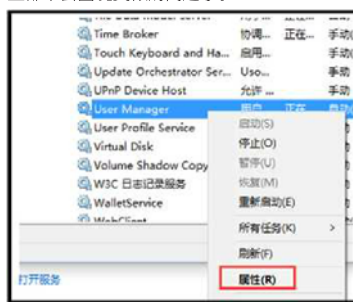 Time Broker 协调... 正在... 手动(
Touch Keyboard and Ha... 启用... 手动(
Update Orchestrator Ser... Uso... 手动
UPnP Device Host 允许 ... 手动
User Manager 用户 正在
User Profile Service 启动(S)
Virtual Disk 停止(O)
Volume Shadow Copy 暂停(U)
W3C 日志记录服务 恢复(M)
WalletService 重新启动(E)
WebClient
所有任务(K) >
刷新(F)
打开服务 属性(R)